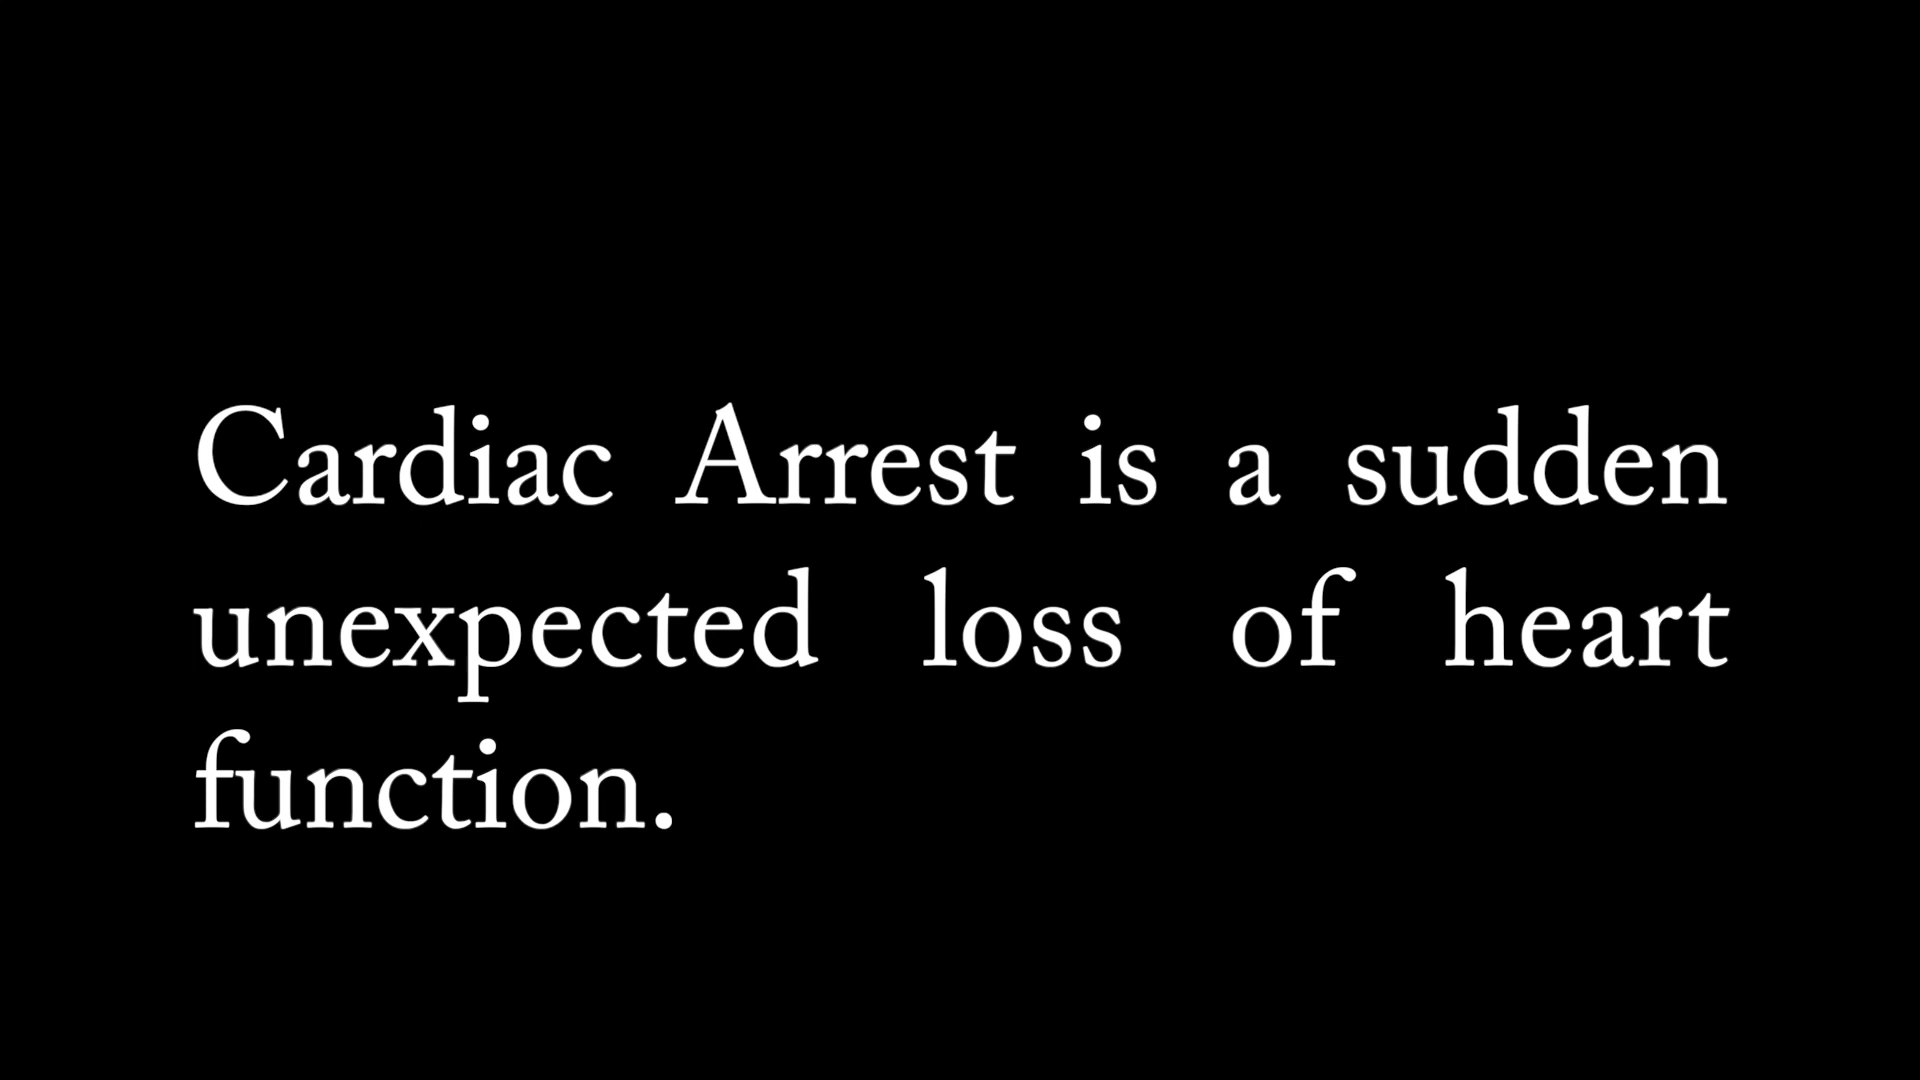 Cardiac Arrest is a sudden
unexpected loss of heart
function.